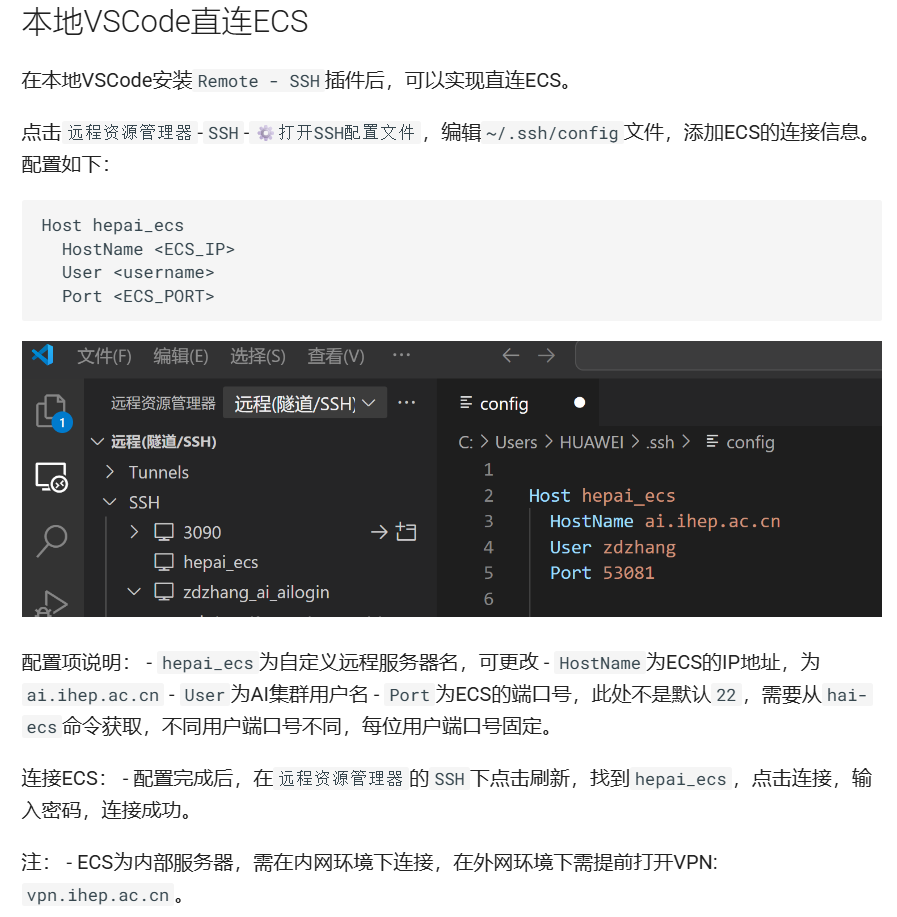 本地VSCode直连ECS
在本地VSCode安装 Remote - SSH 插件后，可以实现直连ECS。
点击 远程资源管理器 - SSH - 打开SSH配置文件 ，编辑 ~/.ssh/config 文件，添加ECS的连接信息。
配置如下：
Host hepai_ecs
HostName <ECS_IP>
User <username>
Port <ECS_PORT>
文件(F) 编辑(E) 选择(S) 查看(V) ···
远程资源管理器 远程(隧道/SSH) ···
config
1
远程(隧道/SSH)
C: > Users > HUAWEI > .ssh > config
Tunnels
1
SSH
2 Host hepai_ecs
3090
3 HostName ai.ihep.ac.cn
hepai_ecs
4 User zdzhang
zdzhang_ai_ailogin
5 Port 53081
6
配置项说明： - hepai_ecs 为自定义远程服务器名，可更改 - HostName 为ECS的IP地址，为
ai.ihep.ac.cn - User 为AI集群用户名 - Port 为ECS的端口号，此处不是默认 22 ，需要从 hai-
ecs 命令获取，不同用户端口号不同，每位用户端口号固定。
连接ECS： - 配置完成后，在 远程资源管理器 的 SSH 下点击刷新，找到 hepai_ecs ，点击连接，输
入密码，连接成功。
注： - ECS为内部服务器，需在内网环境下连接，在外网环境下需提前打开VPN:
vpn.ihep.ac.cn 。